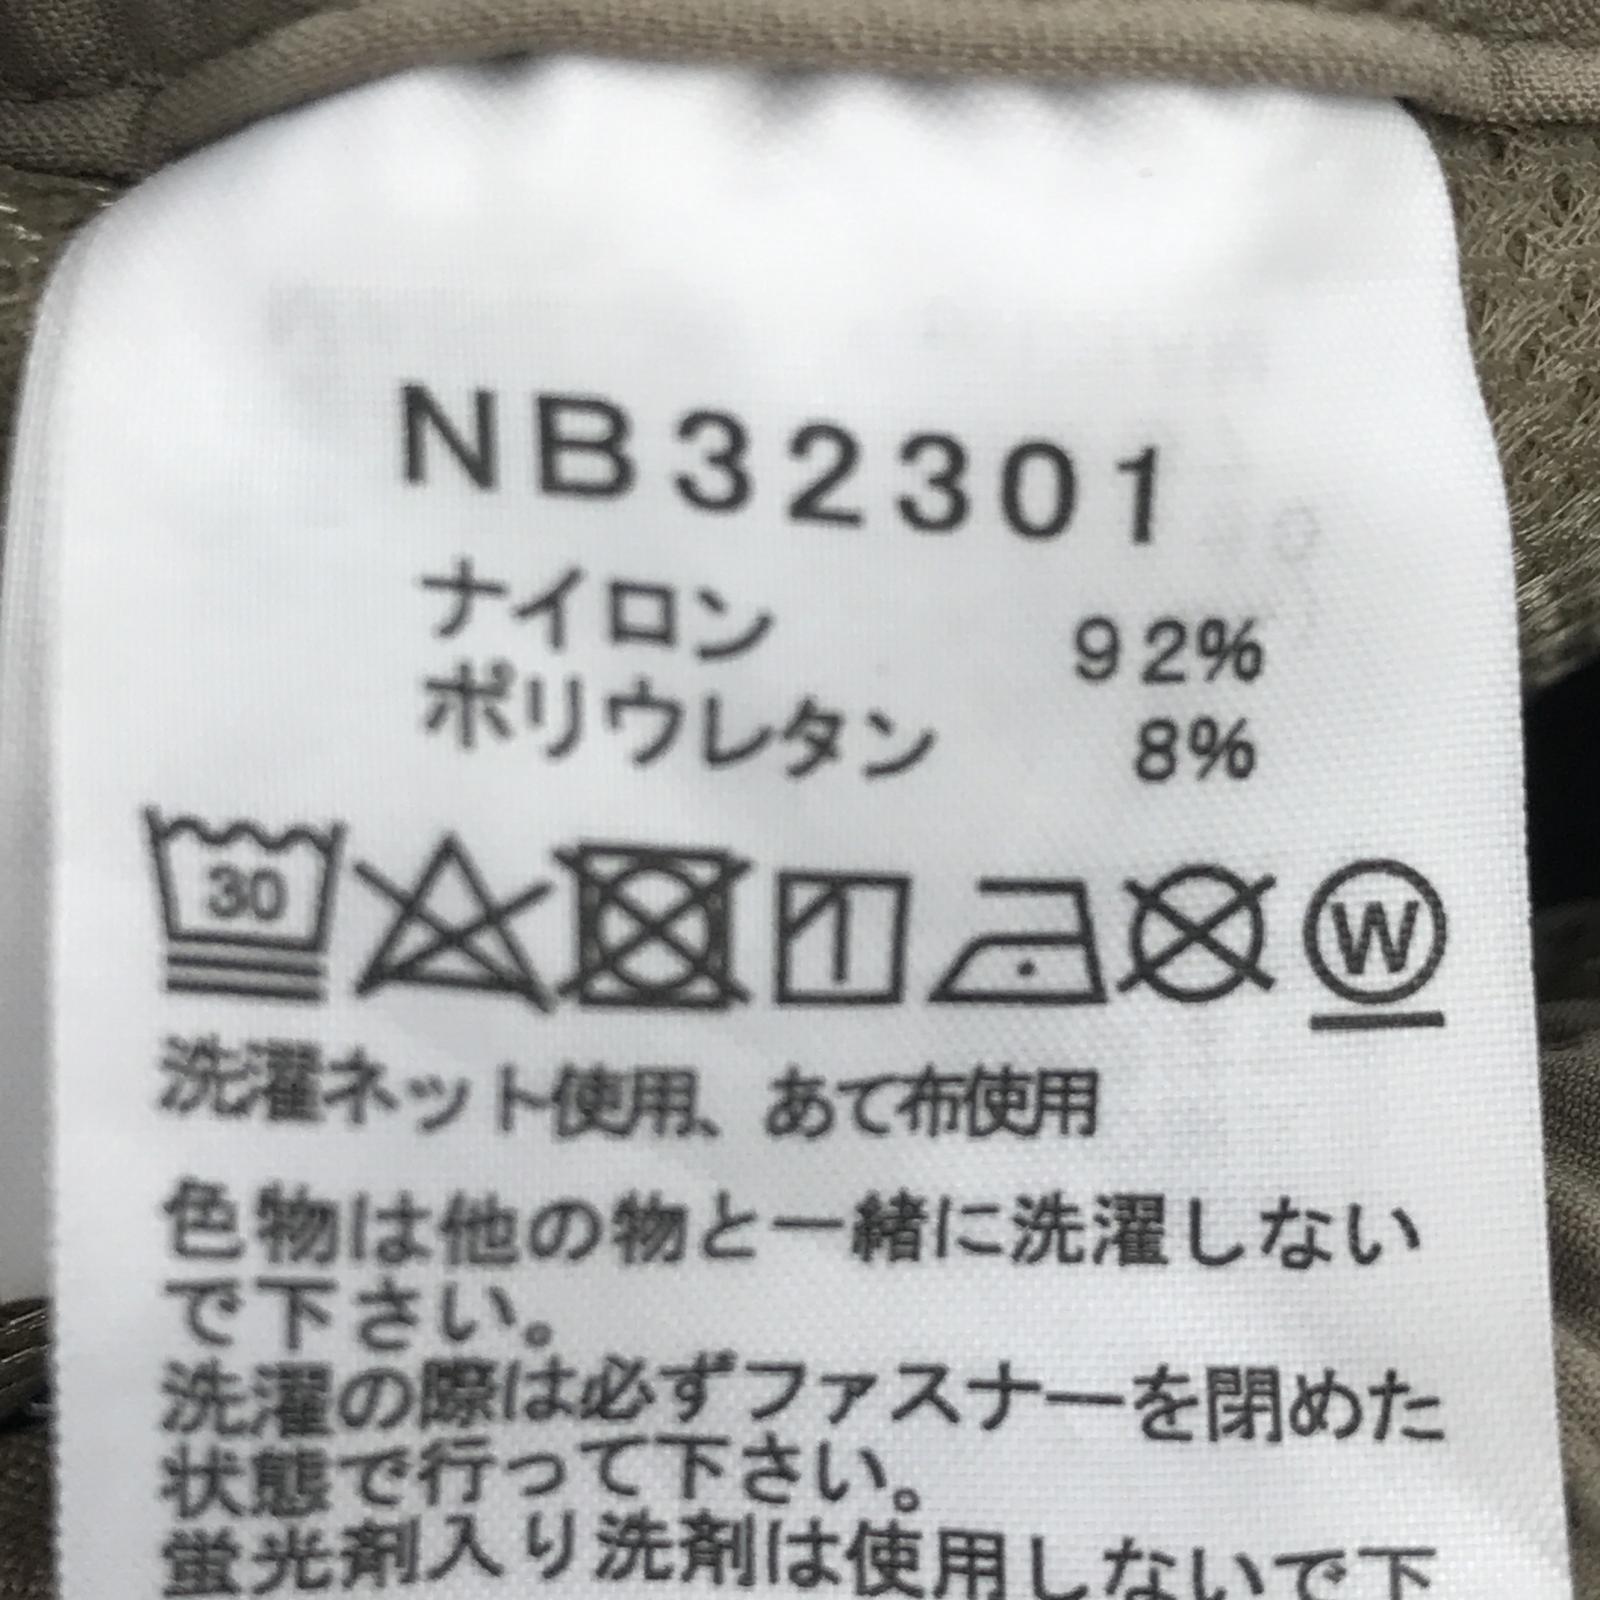 NB32301
ナイロン 92%
ポリウレタン 8%
30 W
洗濯ネット使用、あて布使用
色物は他の物と一緒に洗濯しない
で下さい。
洗濯の際は必ずファスナーを閉めた
状態で行って下さい。
蛍光剤入り洗剤は使用しないで下